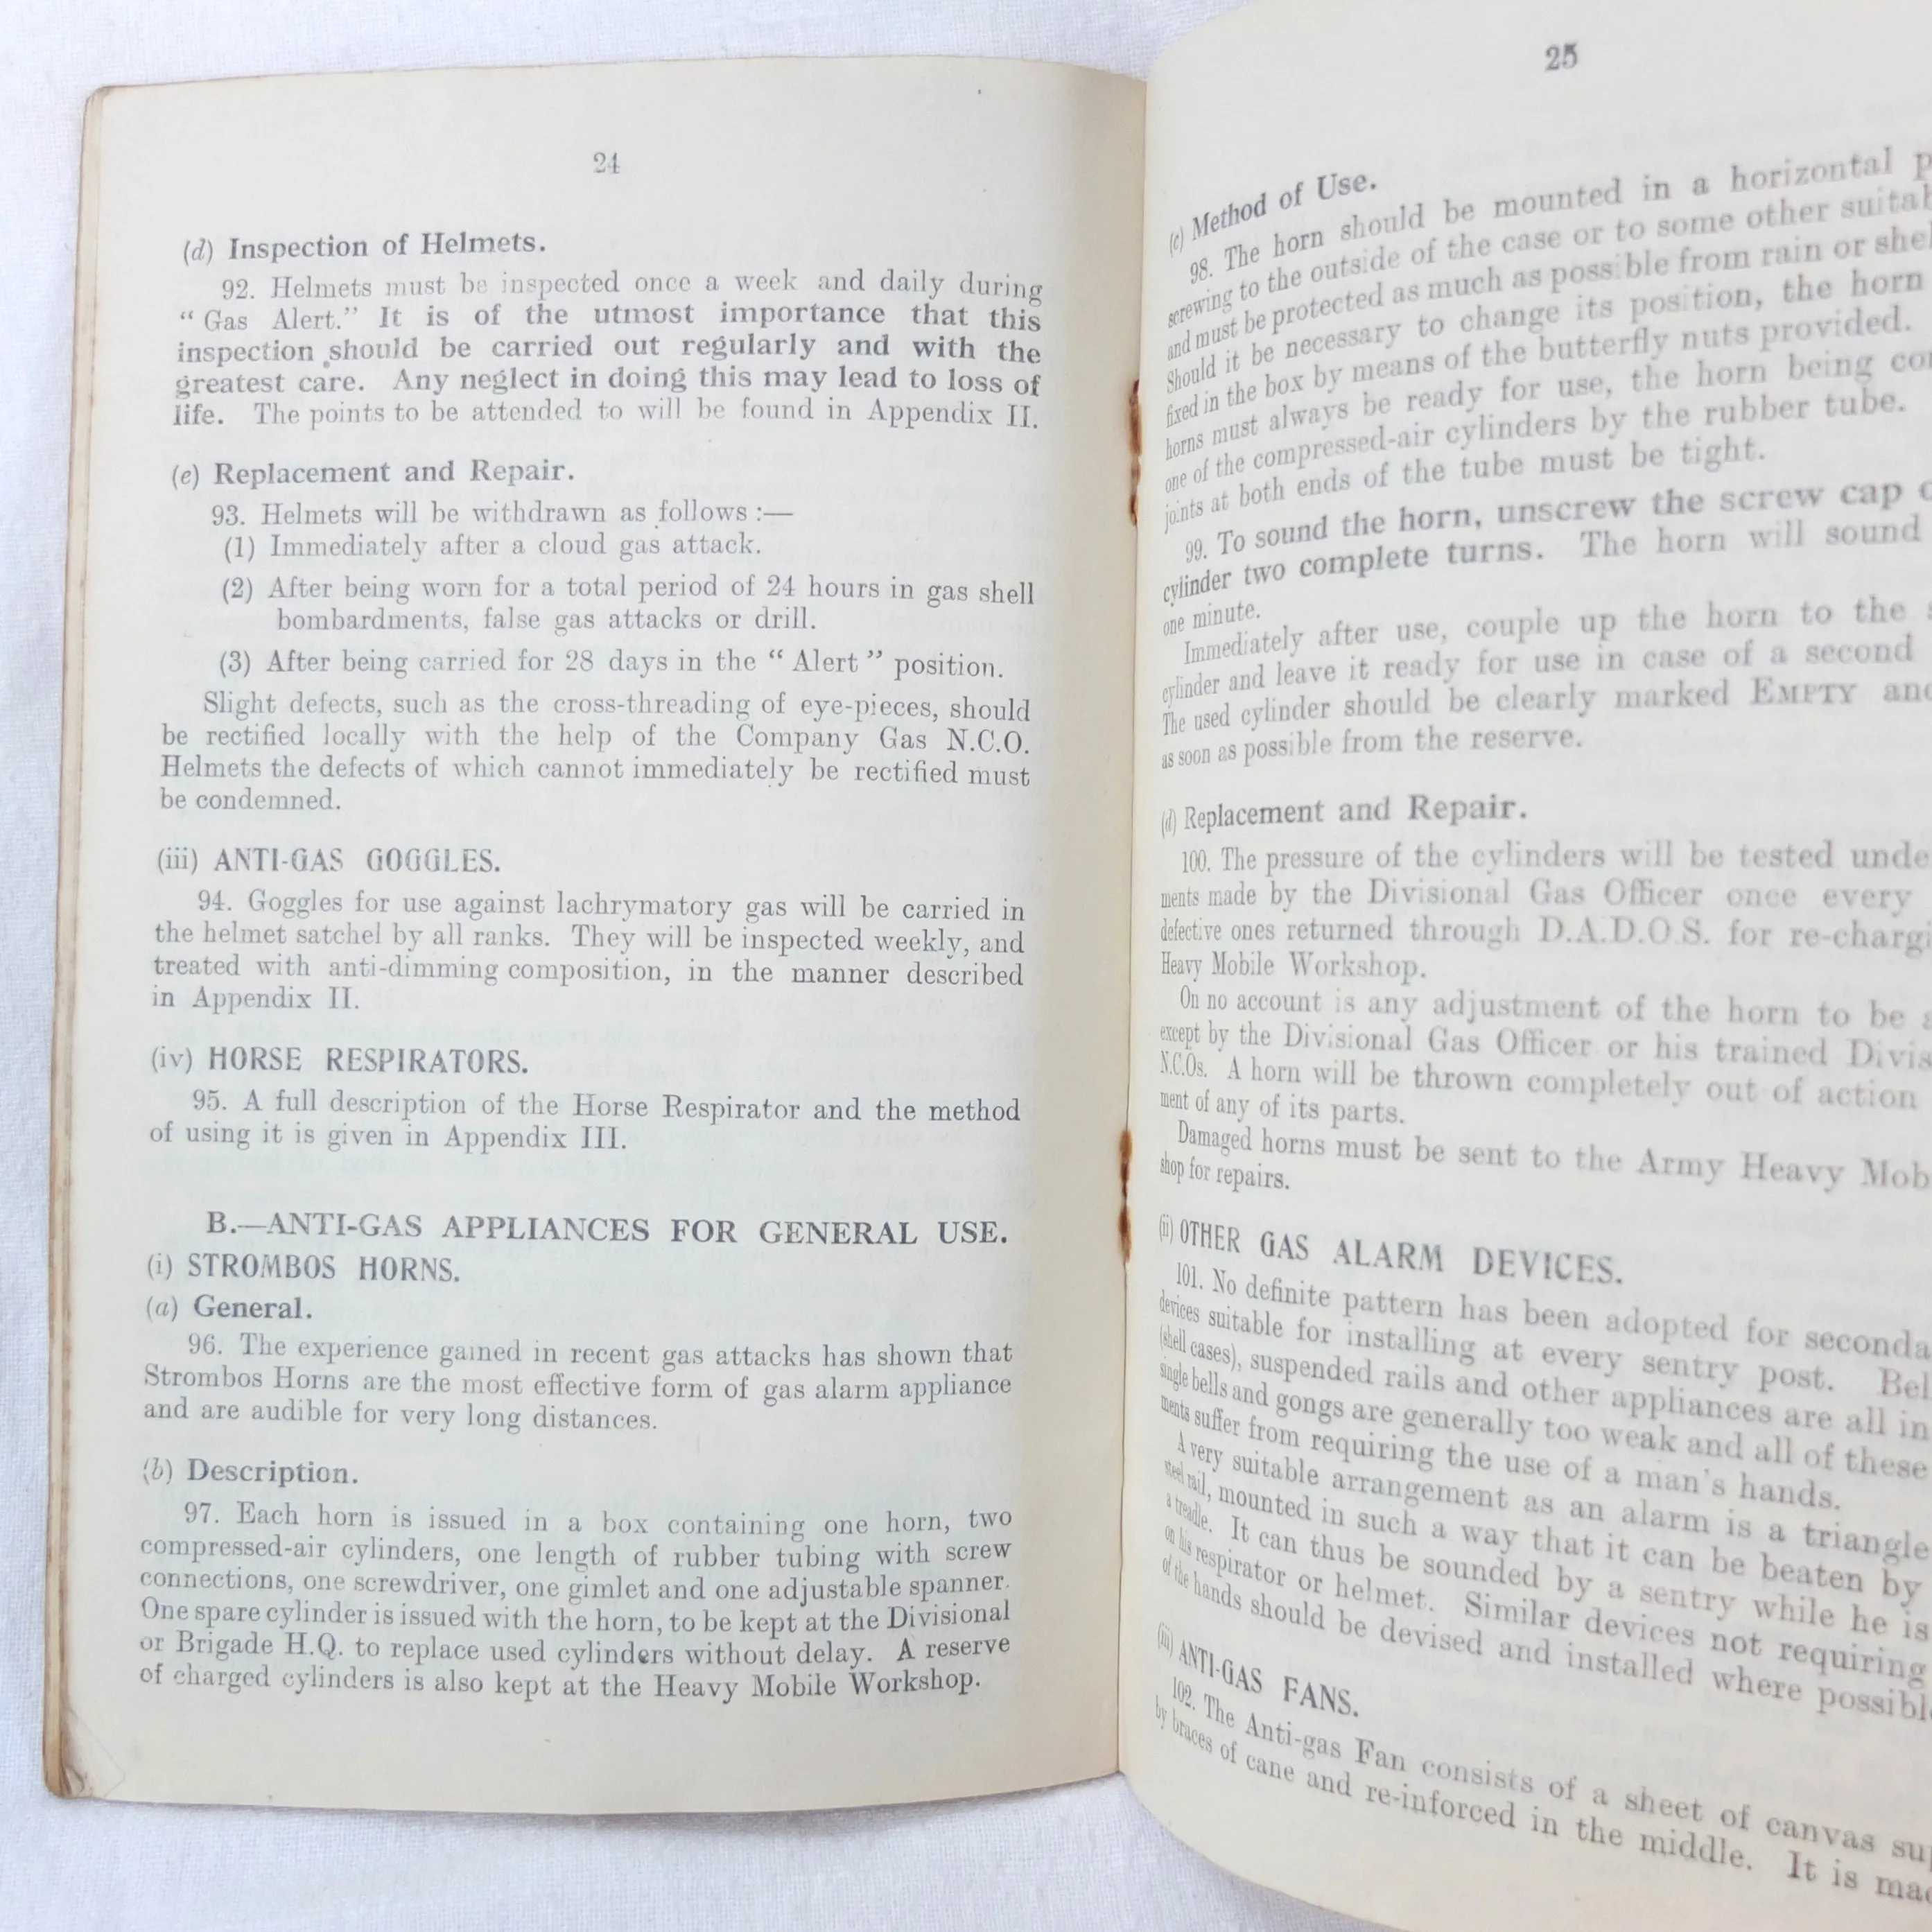 24
(d) Inspection of Helmets.
92. Helmets must be inspected once a week and daily during
“ Gas Alert.” It is of the utmost importance that this
inspection should be carried out regularly and with the
greatest care. Any neglect in doing this may lead to loss of
life. The points to be attended to will be found in Appendix II.
(e) Replacement and Repair.
93. Helmets will be withdrawn as follows :—
(1) Immediately after a cloud gas attack.
(2) After being worn for a total period of 24 hours in gas shell
bombardments, false gas attacks or drill.
(3) After being carried for 28 days in the “ Alert ” position.
Slight defects, such as the cross-threading of eye-pieces, should
be rectified locally with the help of the Company Gas N.C.O.
Helmets the defects of which cannot immediately be rectified must
be condemned.
(iii) ANTI-GAS GOGGLES.
94. Goggles for use against lachrymatory gas will be carried in
the helmet satchel by all ranks. They will be inspected weekly, and
treated with anti-dimming composition, in the manner described
in Appendix II.
(iv) HORSE RESPIRATORS.
95. A full description of the Horse Respirator and the method
of using it is given in Appendix III.
B.—ANTI-GAS APPLIANCES FOR GENERAL USE.
(i) STROMBOS HORNS.
(a) General.
96. The experience gained in recent gas attacks has shown that
Strombos Horns are the most effective form of gas alarm appliance
and are audible for very long distances.
(b) Description.
97. Each horn is issued in a box containing one horn, two
compressed-air cylinders, one length of rubber tubing with screw
connections, one screwdriver, one gimlet and one adjustable spanner.
One spare cylinder is issued with the horn, to be kept at the Divisional
or Brigade H.Q. to replace used cylinders without delay. A reserve
of charged cylinders is also kept at the Heavy Mobile Workshop.
25
(c) Method of Use.
98. The horn should be mounted in a horizontal
screwing to the outside of the case or to some other
and must be protected as much as possible from rain or
Should it be necessary to change its position, the horn
fixed in the box by means of the butterfly nuts provided.
horns must always be ready for use, the horn being
one of the compressed-air cylinders by the rubber tube.
joints at both ends of the tube must be tight.
99. To sound the horn, unscrew the screw cap
cylinder two complete turns. The horn will sound
one minute.
Immediately after use, couple up the horn to the
cylinder and leave it ready for use in case of a second
The used cylinder should be clearly marked EMPTY and
as soon as possible from the reserve.
(d) Replacement and Repair.
100. The pressure of the cylinders will be tested unde
ments made by the Divisional Gas Officer once every
defective ones returned through D.A.D.O.S. for re-chargi
Heavy Mobile Workshop.
On no account is any adjustment of the horn to be
except by the Divisional Gas Officer or his trained Divis
N.C.Os. A horn will be thrown completely out of action
ment of any of its parts.
Damaged horns must be sent to the Army Heavy Mob
shop for repairs.
(ii) OTHER GAS ALARM DEVICES.
101. No definite pattern has been adopted for seconda
devices suitable for installing at every sentry post. Bel
(shell cases), suspended rails and other appliances are all in
single bells and gongs are generally too weak and all of these
ments suffer from requiring the use of a man's hands.
A very suitable arrangement as an alarm is a triangle
steel rail, mounted in such a way that it can be beaten by
a treadle. It can thus be sounded by a sentry while he is
on his respirator or helmet. Similar devices not requiring
of the hands should be devised and installed where possibl
(iii) ANTI-GAS FANS.
102. The Anti-gas Fan consists of a sheet of canvas
by braces of cane and re-inforced in the middle. It is